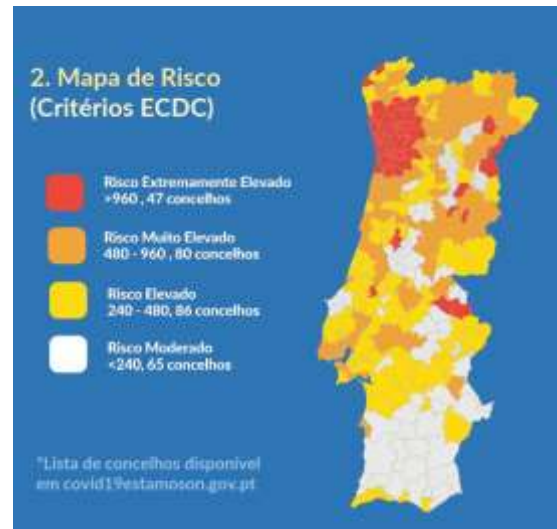 2. Mapa de Risco
(Critérios ECDC)
Risco Extremamente Elevado
>960 , 47 concelhos
Risco Muito Elevado
480 - 960 , 80 concelhos
Risco Elevado
240 - 480, 86 concelhos
Risco Moderado
<240, 65 concelhos
*Lista de concelhos disponível
em covid19estamoson.gov.pt